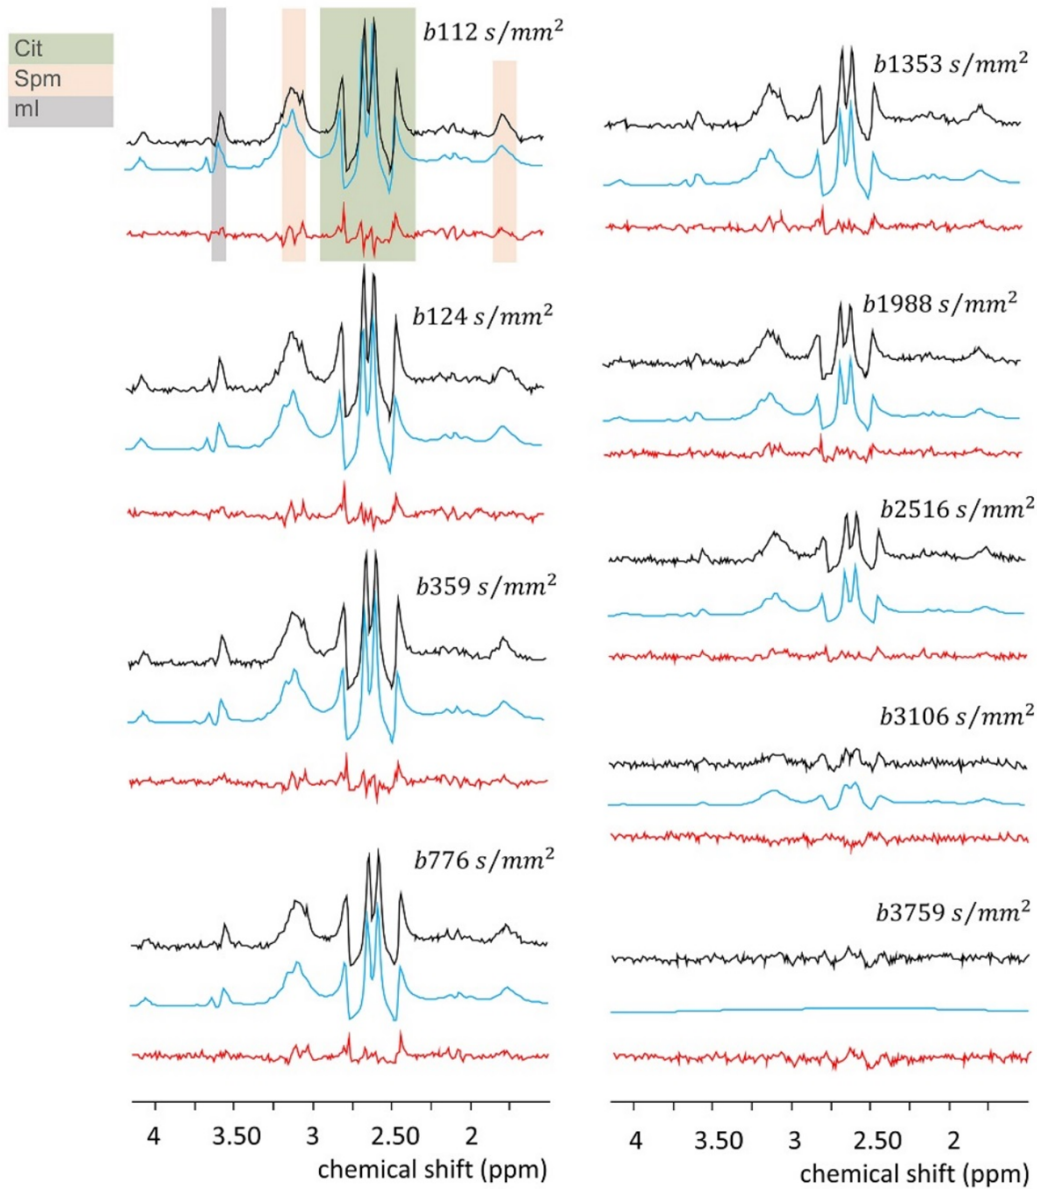 Cit
Spm
mI
b112 s/mm²
b124 s/mm²
b359 s/mm²
b776 s/mm²
4 3.50 3 2.50 2
chemical shift (ppm)
b1353 s/mm²
b1988 s/mm²
b2516 s/mm²
b3106 s/mm²
b3759 s/mm²
4 3.50 3 2.50 2
chemical shift (ppm)